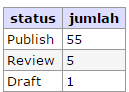 status jumlah
Publish 55
Review 5
Draft 1